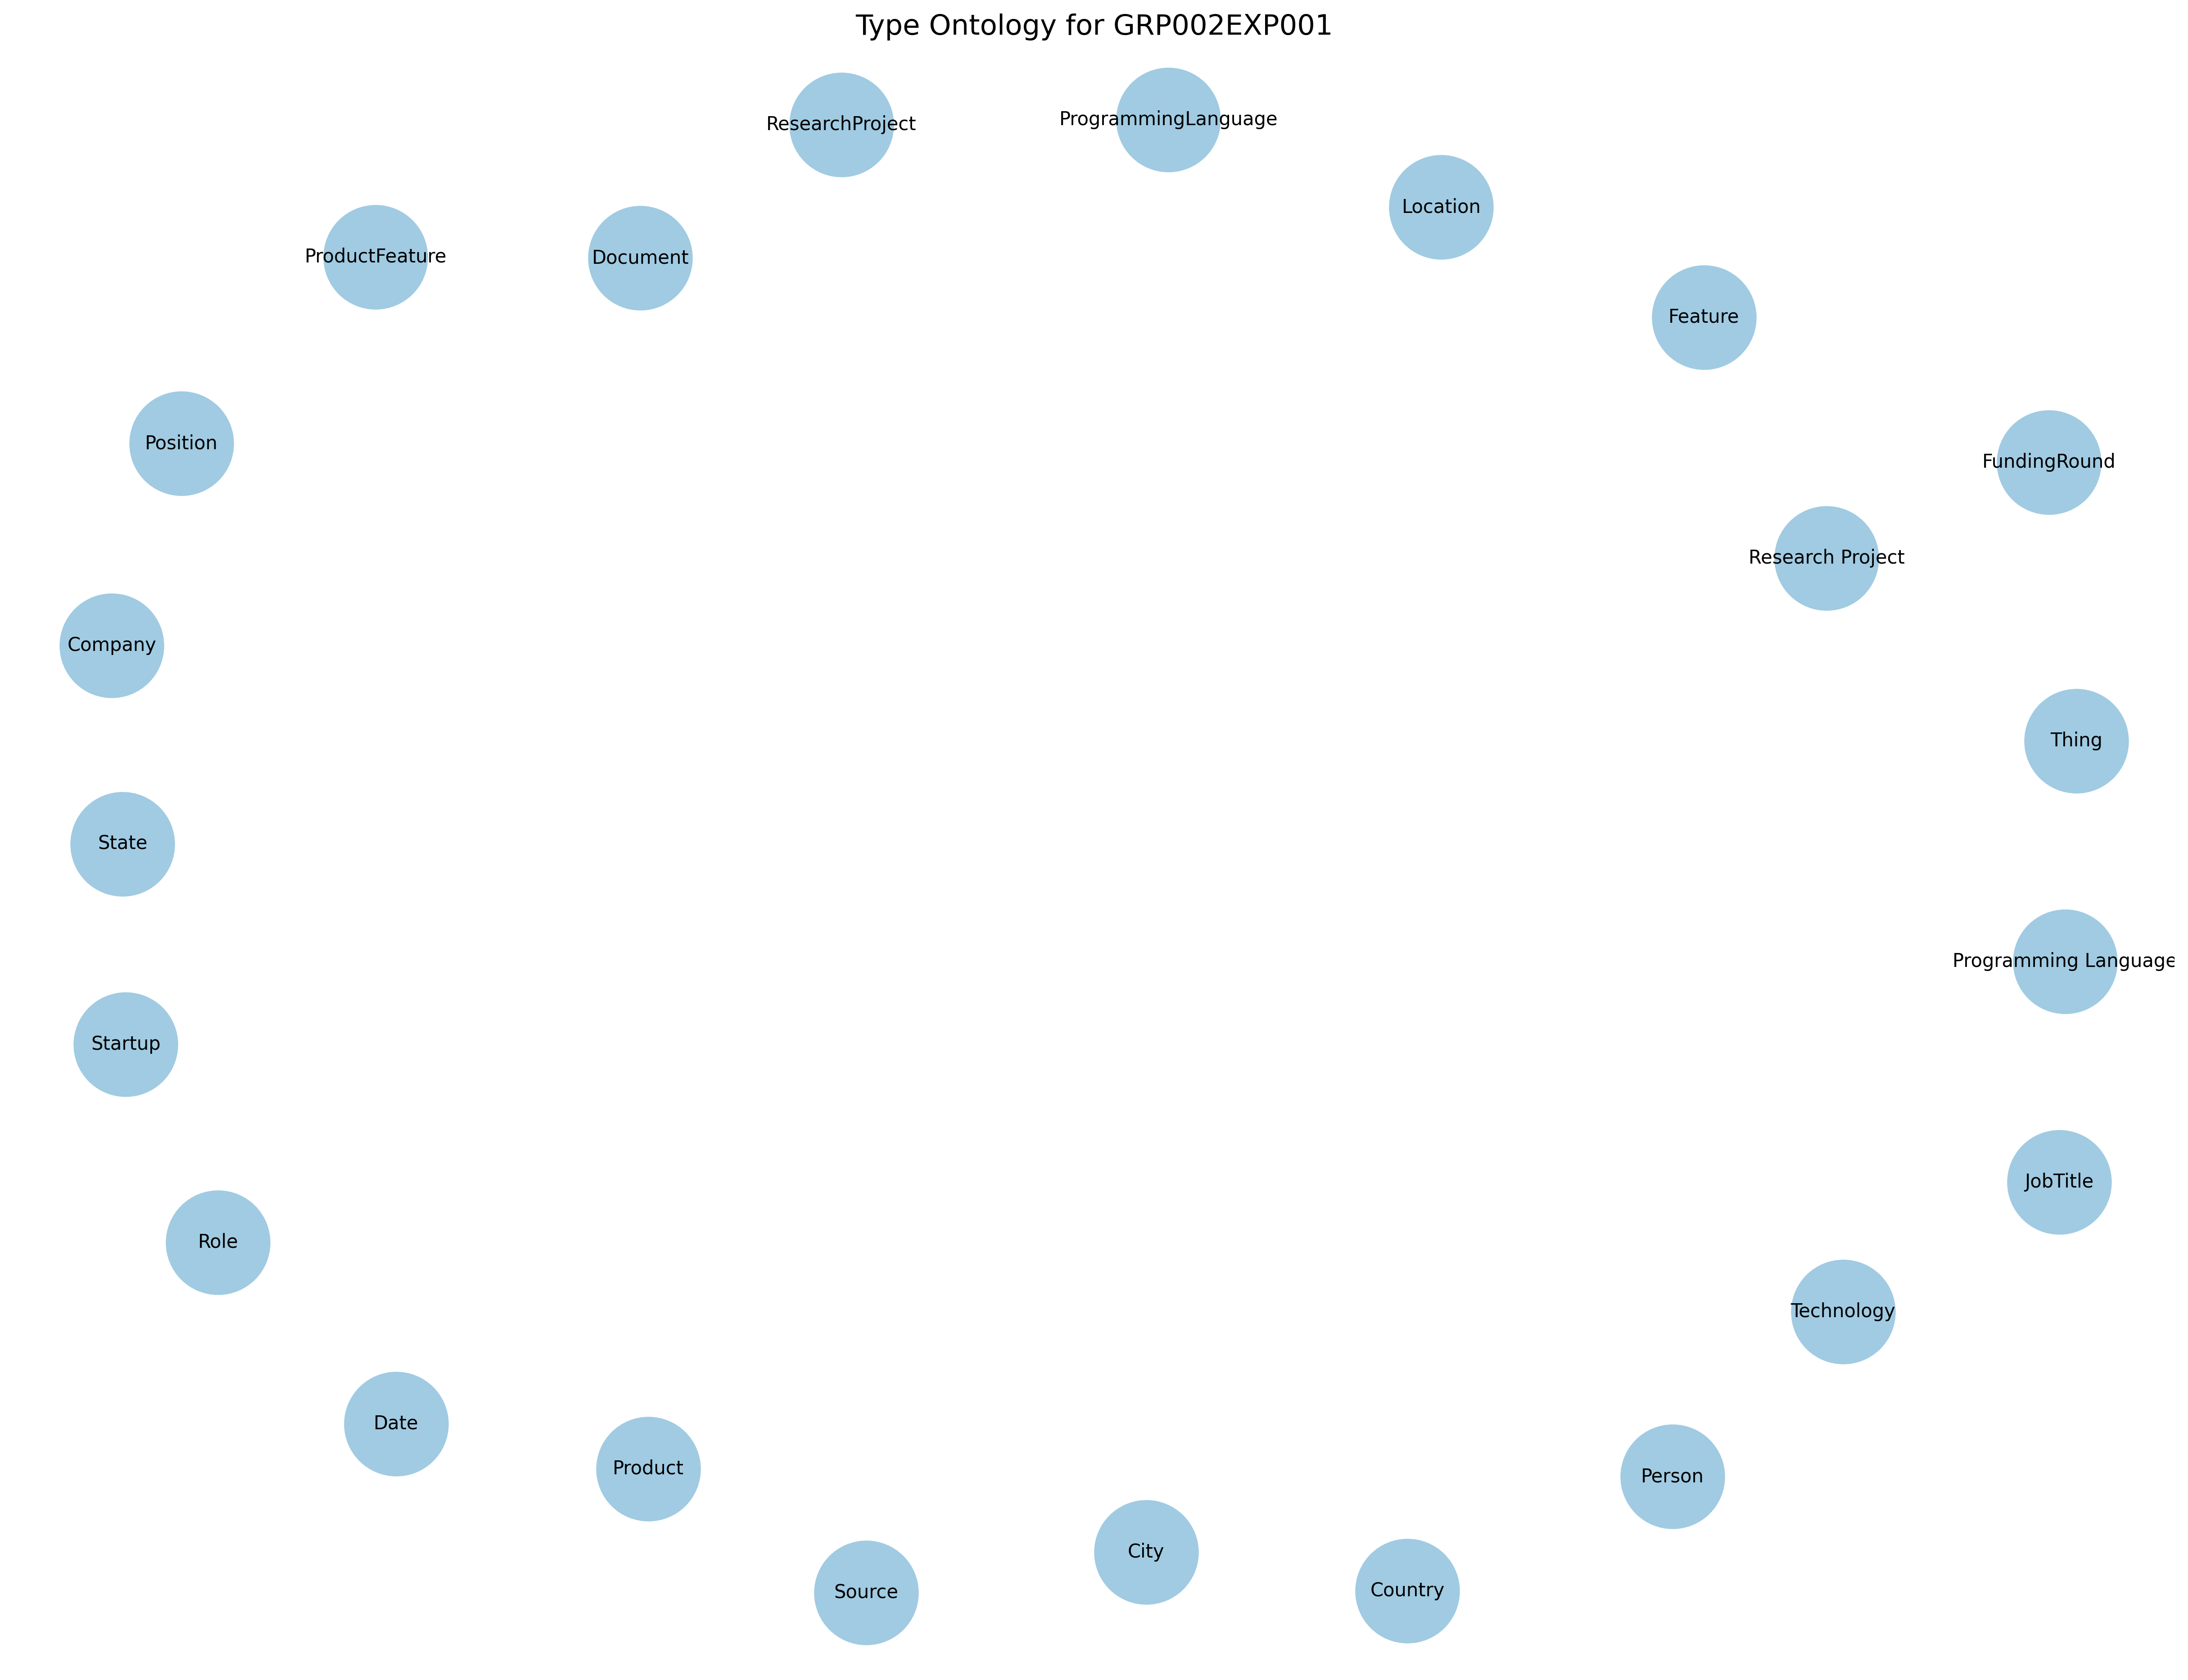 Type Ontology for GRP002EXP001
ResearchProject
ProgrammingLanguage
Location
ProductFeature
Document
Feature
Position
FundingRound
Research Project
Company
Thing
State
Programming Language
Startup
JobTitle
Role
Technology
Date
Product
Person
City
Source
Country